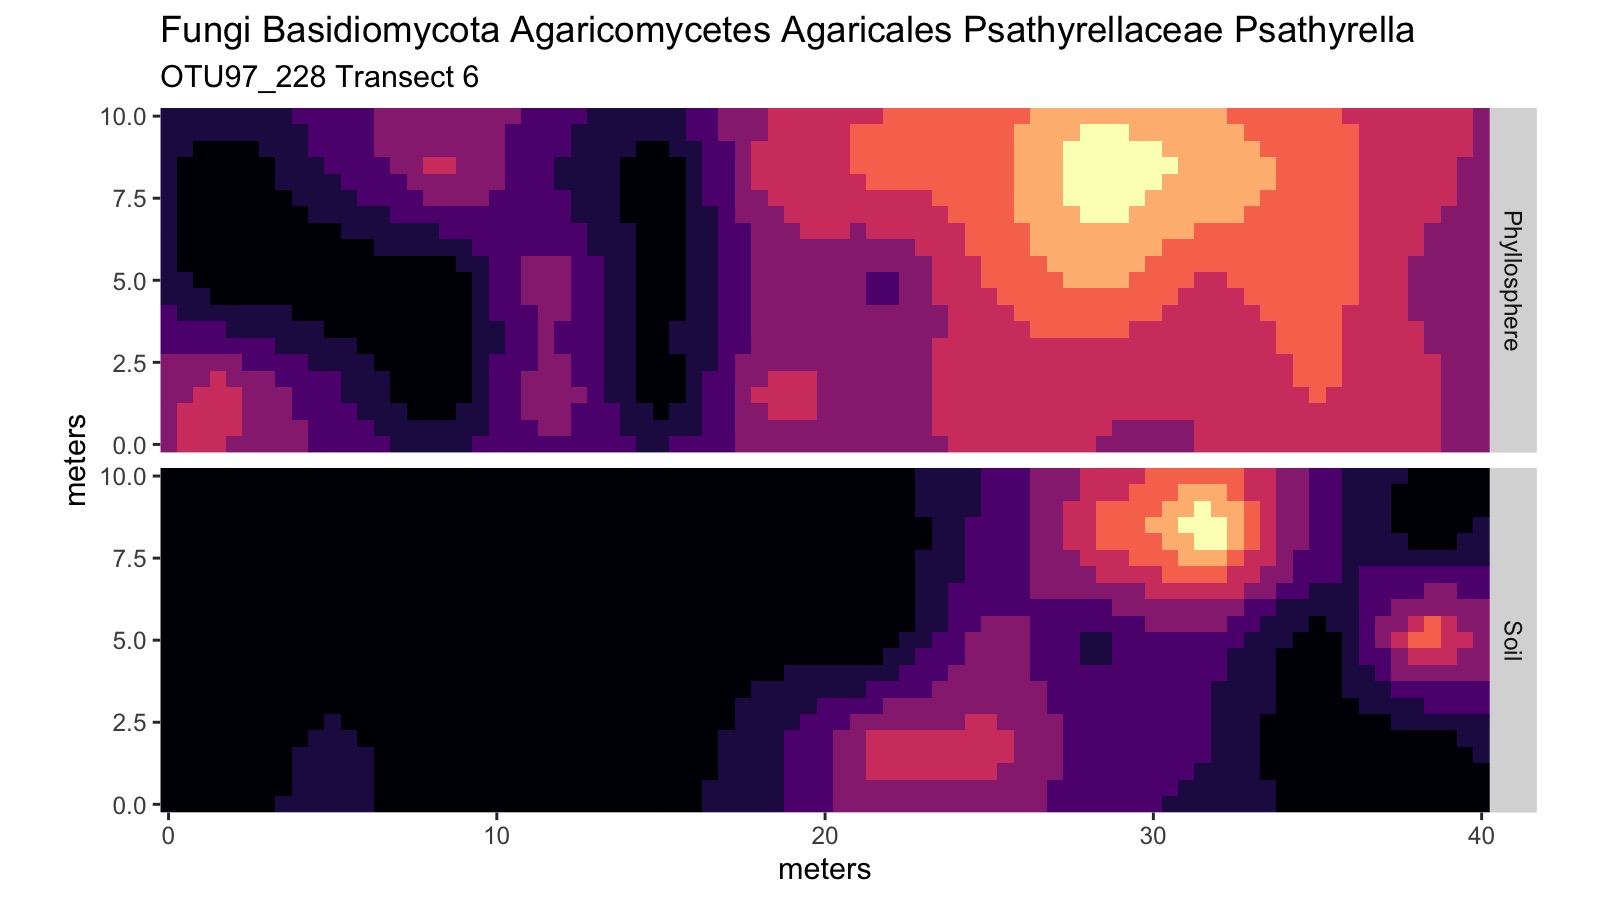 Fungi Basidiomycota Agaricomycetes Agaricales Psathyrellaceae Psathyrella
OTU97_228 Transect 6
meters
10.0
7.5
5.0
2.5
0.0
Phyllosphere
10.0
7.5
5.0
2.5
0.0
Soil
0 10 20 30 40
meters